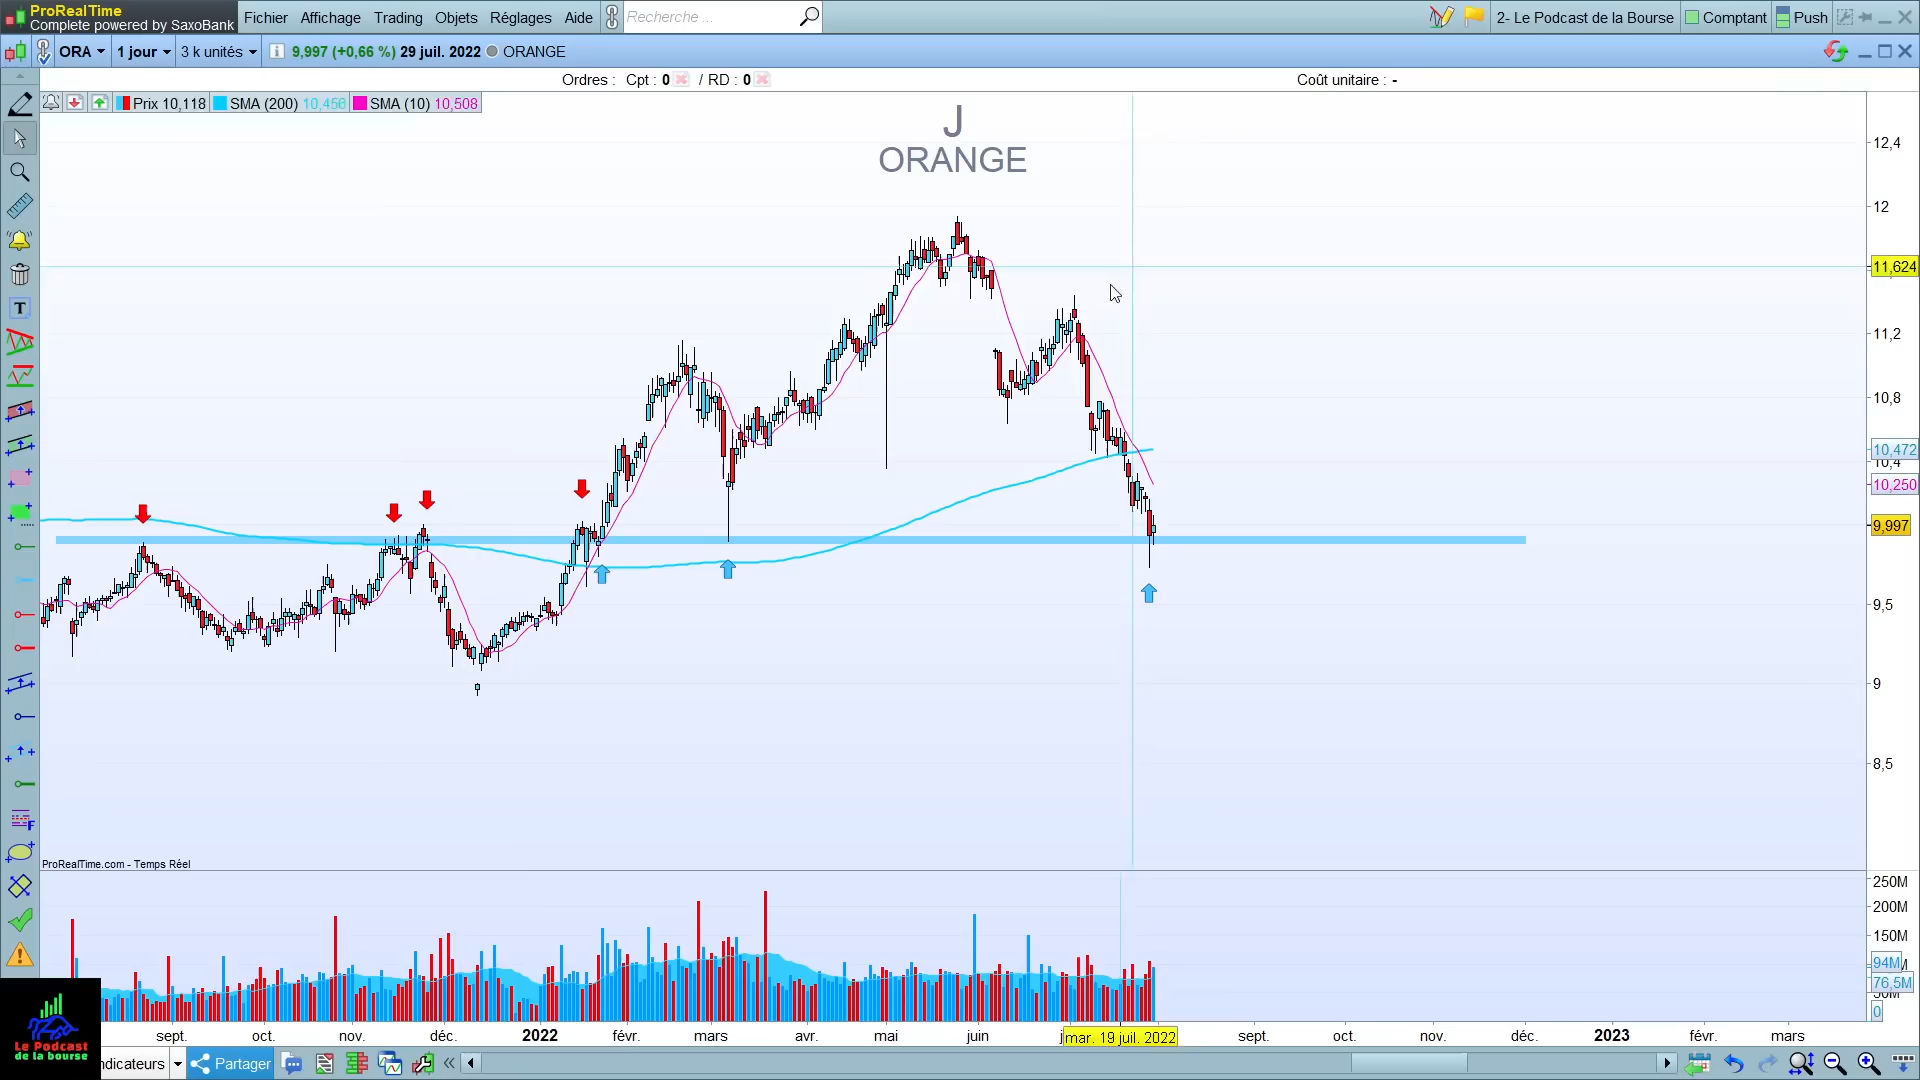 ProRealTime
Complete powered by SaxoBank
Fichier Affichage Trading Objets Réglages Aide
Recherche ...
2- Le Podcast de la Bourse
Comptant
Push
ORA
1 jour
3 k unités
9,997 (+0,66 %) 29 juil. 2022
ORANGE
Ordres : Cpt : 0 / RD : 0
Coût unitaire : -
Prix 10,118
SMA (200) 10,456
SMA (10) 10,508
J
ORANGE
12,4
12
11,624
11,2
10,8
10,472
10,4
10,250
9,997
9,5
9
8,5
ProRealTime.com - Temps Réel
250M
200M
150M
94M
76,5M
50M
0
sept. oct. nov. déc. 2022 févr. mars avr. mai juin mar. 19 juil. 2022 sept. oct. nov. déc. 2023 févr. mars
Le Podcast
de la bourse
ndicateurs
Partager